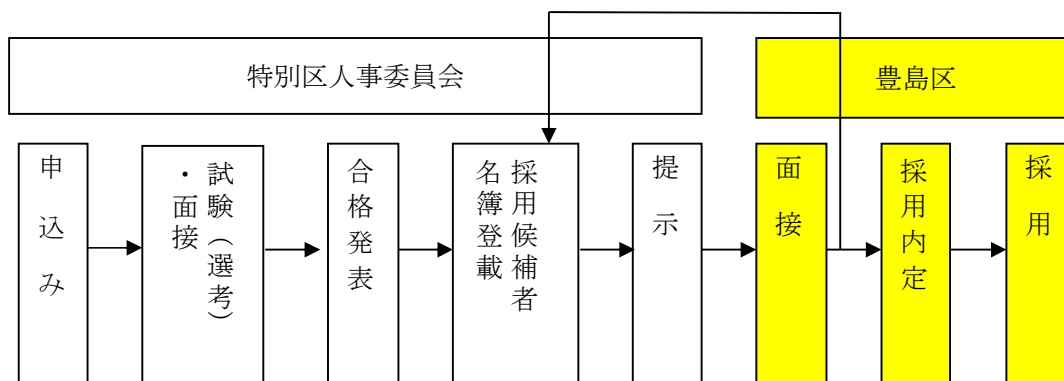 特別区人事委員会
豊島区
申込み
試験（選考）
・面接
合格発表
採用候補者
名簿登載
提示
面接
採用内定
採用